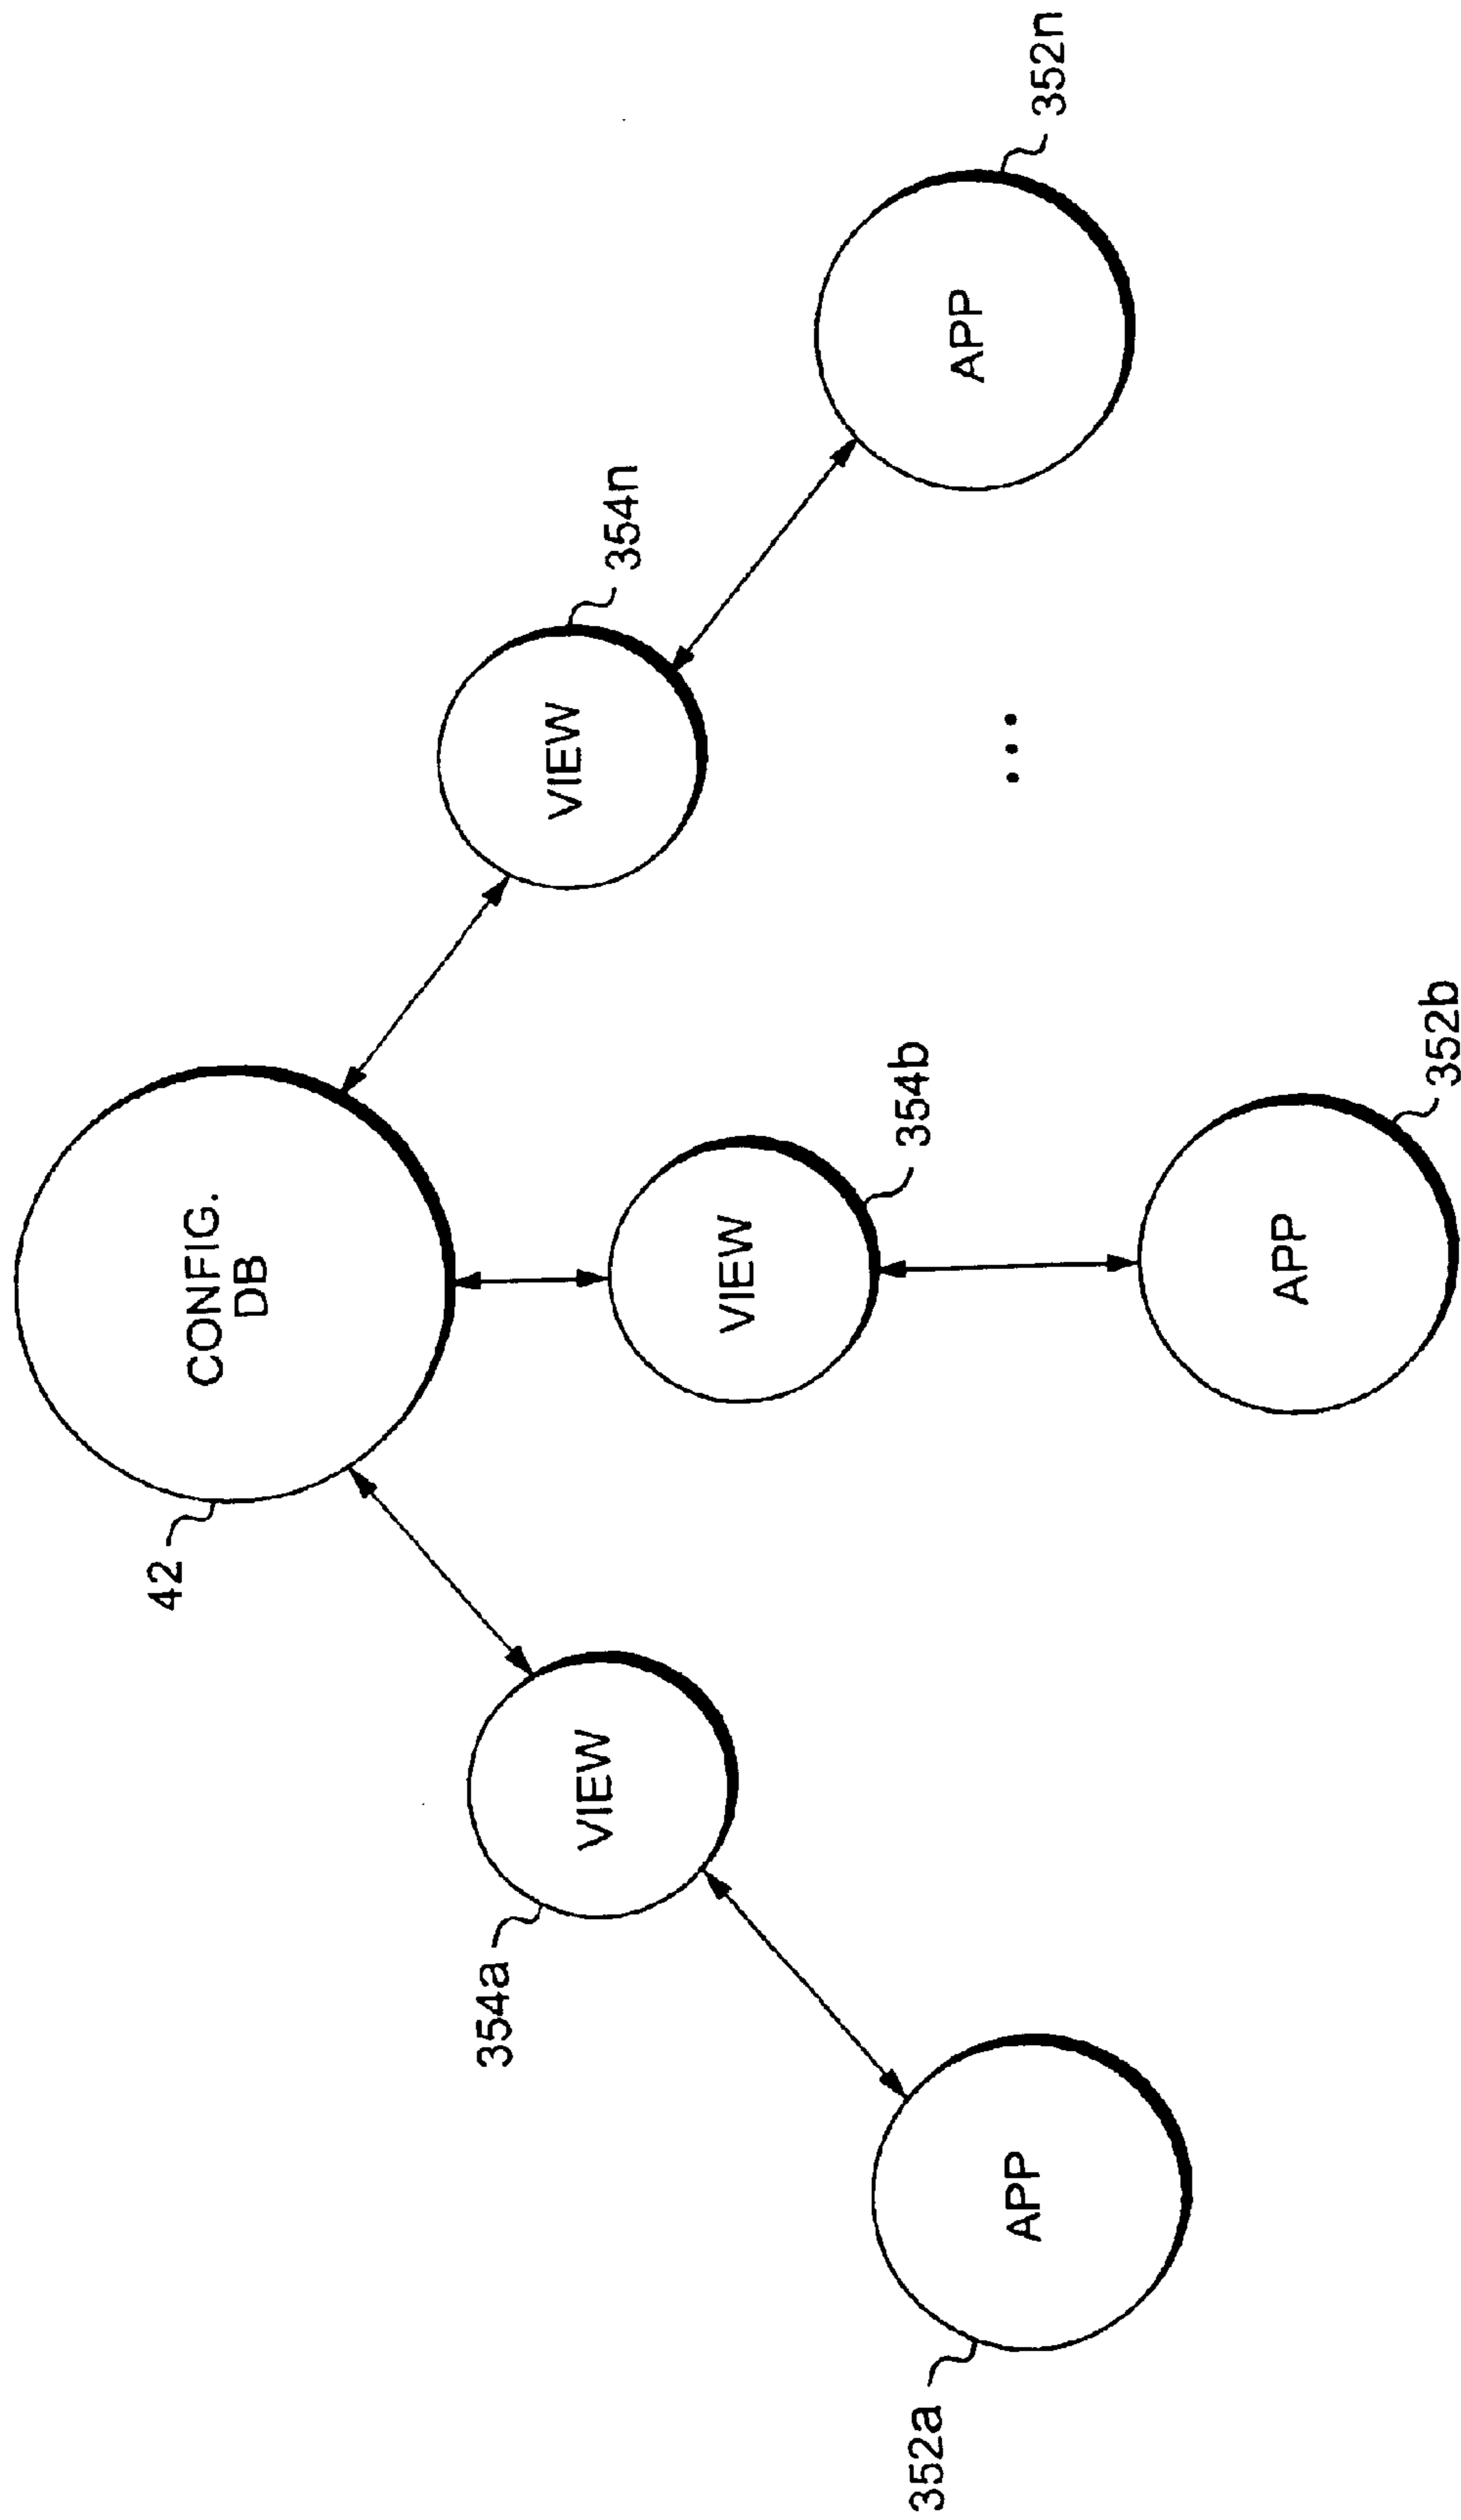 CONFIG.
DB
42
VIEW
354a
VIEW
354b
VIEW
354n
APP
352a
APP
352b
...
APP
352n